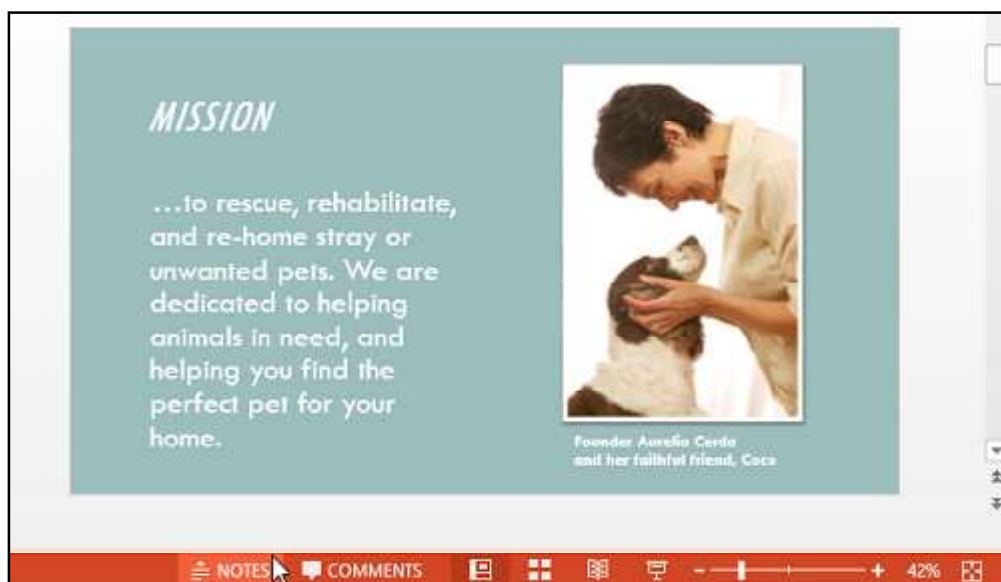 MISSION
...to rescue, rehabilitate,
and re-home stray or
unwanted pets. We are
dedicated to helping
animals in need, and
helping you find the
perfect pet for your
home.
Founder Aurelia Cerda
and her faithful friend, Coco
NOTES COMMENTS 42%